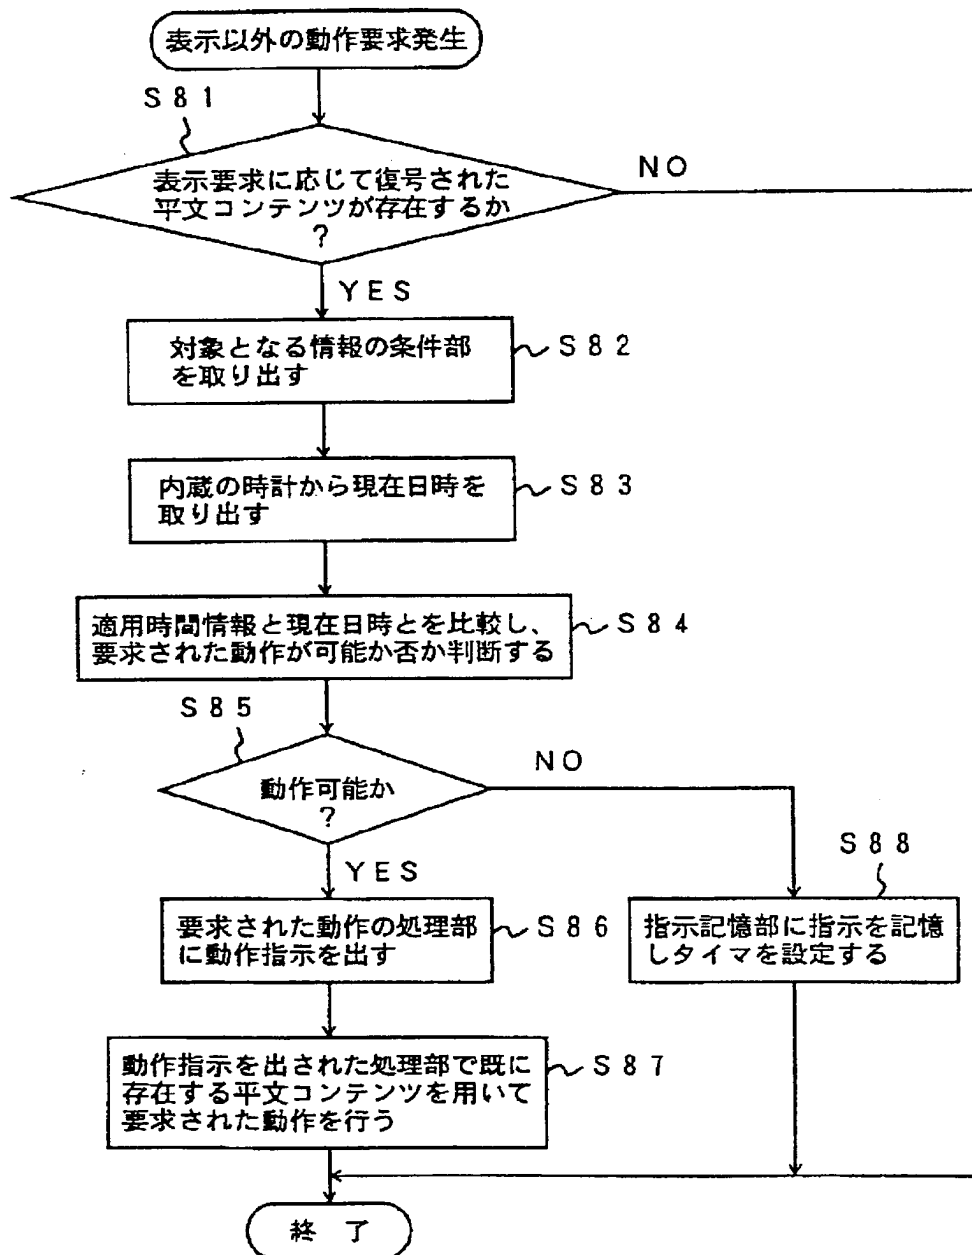 表示以外の動作要求発生
S81
表示要求に応じて復号された
平文コンテンツが存在するか
?
NO
YES
対象となる情報の条件部
を取り出す
S82
内蔵の時計から現在日時を
取り出す
S83
適用時間情報と現在日時とを比較し、
要求された動作が可能か否か判断する
S84
S85
動作可能か
?
NO
YES
S88
要求された動作の処理部
に動作指示を出す
S86
指示記憶部に指示を記憶
しタイマを設定する
動作指示を出された処理部で既に
存在する平文コンテンツを用いて
要求された動作を行う
S87
終 了